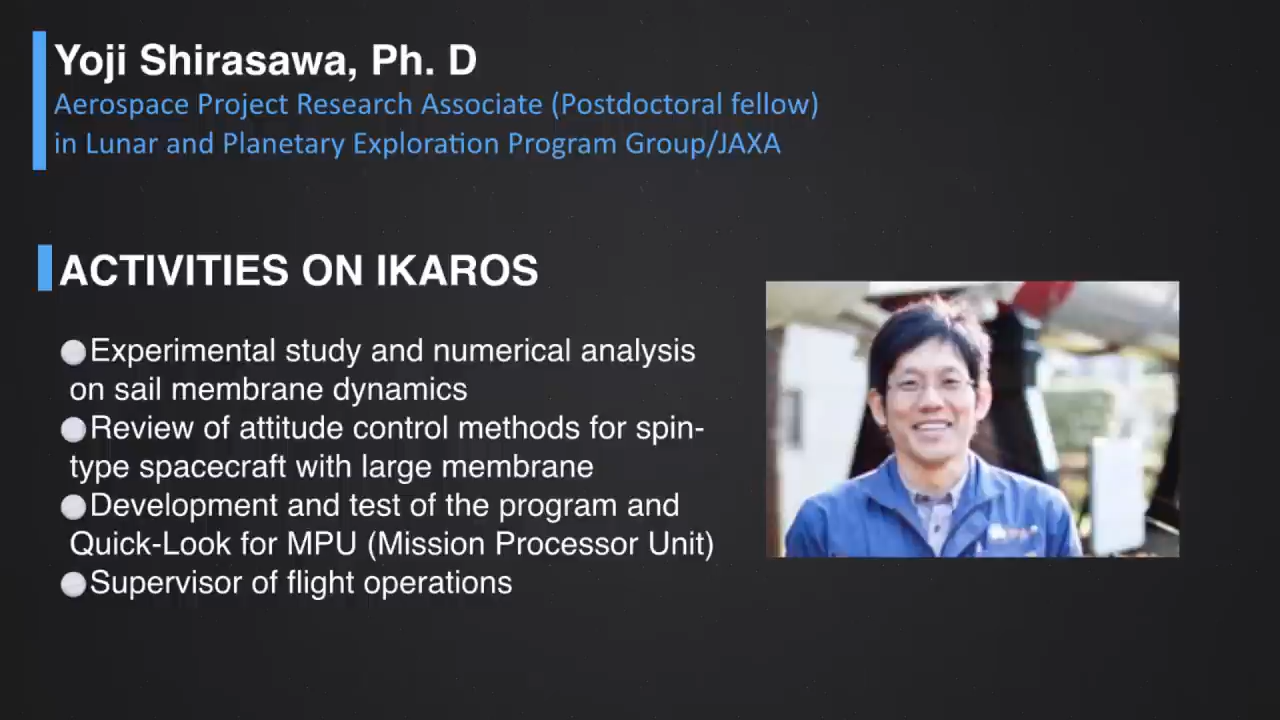 Yoji Shirasawa, Ph. D
Aerospace Project Research Associate (Postdoctoral fellow)
in Lunar and Planetary Exploration Program Group/JAXA
ACTIVITIES ON IKAROS
●Experimental study and numerical analysis
on sail membrane dynamics
●Review of attitude control methods for spin-
type spacecraft with large membrane
●Development and test of the program and
Quick-Look for MPU (Mission Processor Unit)
●Supervisor of flight operations